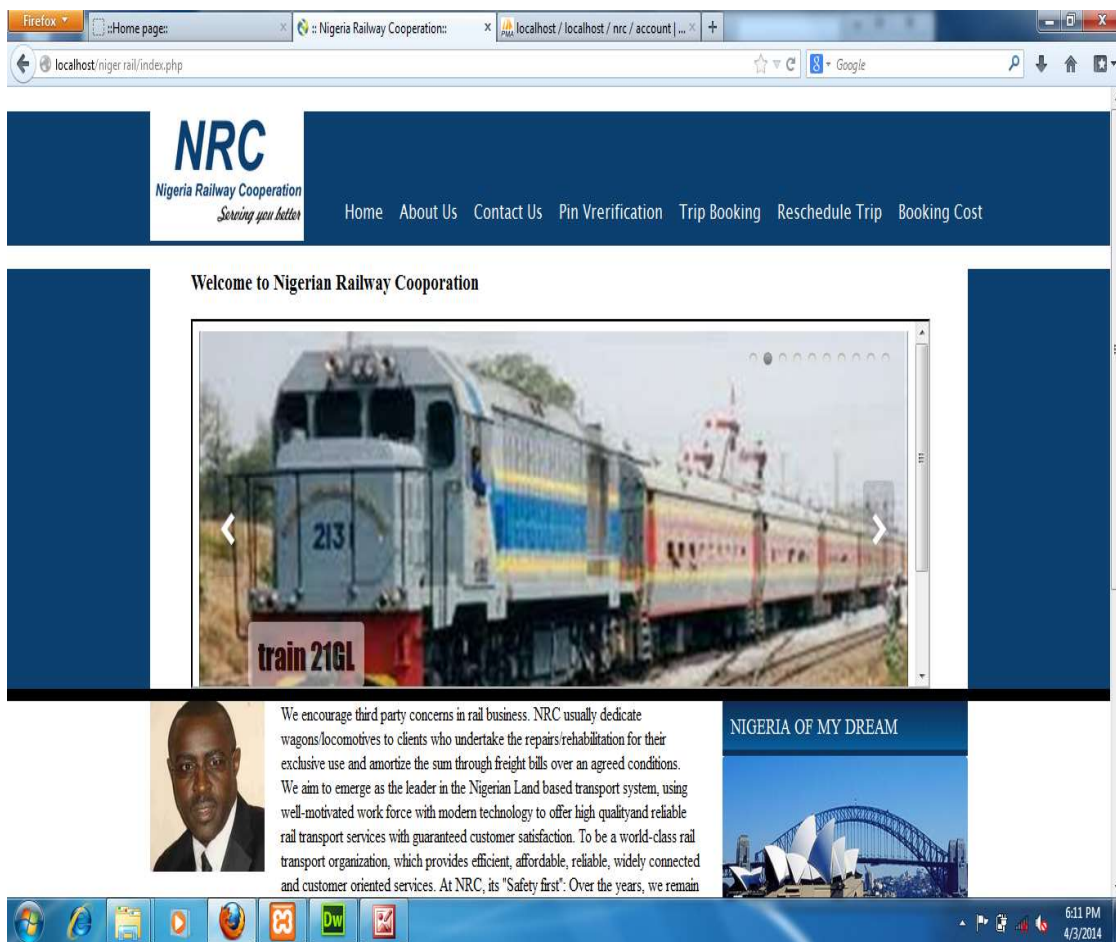 Firefox
::Home page::
:: Nigeria Railway Cooperation::
localhost / localhost / nrc / account | ...
localhost/niger rail/index.php
Google
NRC
Nigeria Railway Cooperation
Serving you better
Home About Us Contact Us Pin Vrerification Trip Booking Reschedule Trip Booking Cost
Welcome to Nigerian Railway Cooporation
213
train 21GL
We encourage third party concerns in rail business. NRC usually dedicate
wagons/locomotives to clients who undertake the repairs/rehabilitation for their
exclusive use and amortize the sum through freight bills over an agreed conditions.
We aim to emerge as the leader in the Nigerian Land based transport system, using
well-motivated work force with modern technology to offer high qualityand reliable
rail transport services with guaranteed customer satisfaction. To be a world-class rail
transport organization, which provides efficient, affordable, reliable, widely connected
and customer oriented services. At NRC, its "Safety first": Over the years, we remain
NIGERIA OF MY DREAM
Dw
6:11 PM
4/3/2014